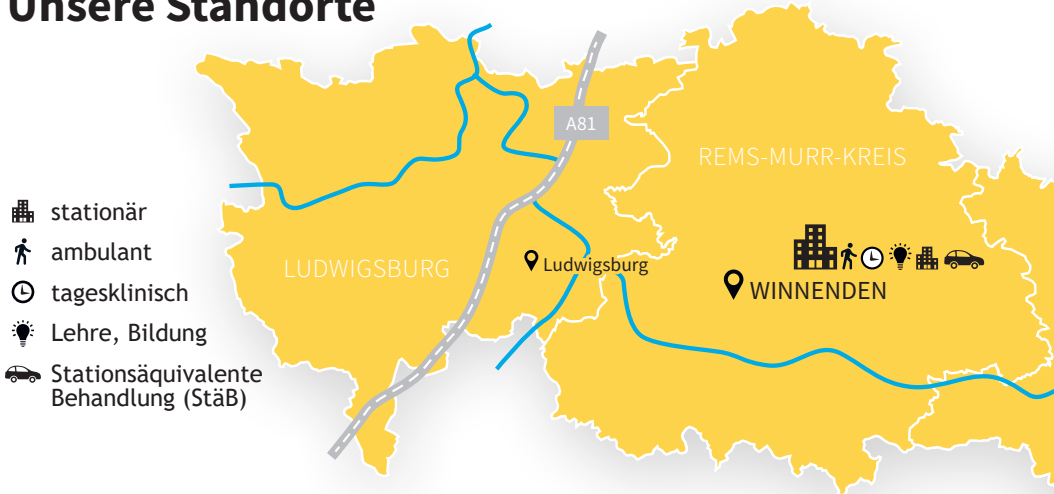 Unsere Standorte
A81
REMS-MURR-KREIS
stationär
ambulant
tagesklinisch
Lehre, Bildung
Stationsäquivalente
Behandlung (StäB)
LUDWIGSBURG
Ludwigsburg
WINNENDEN